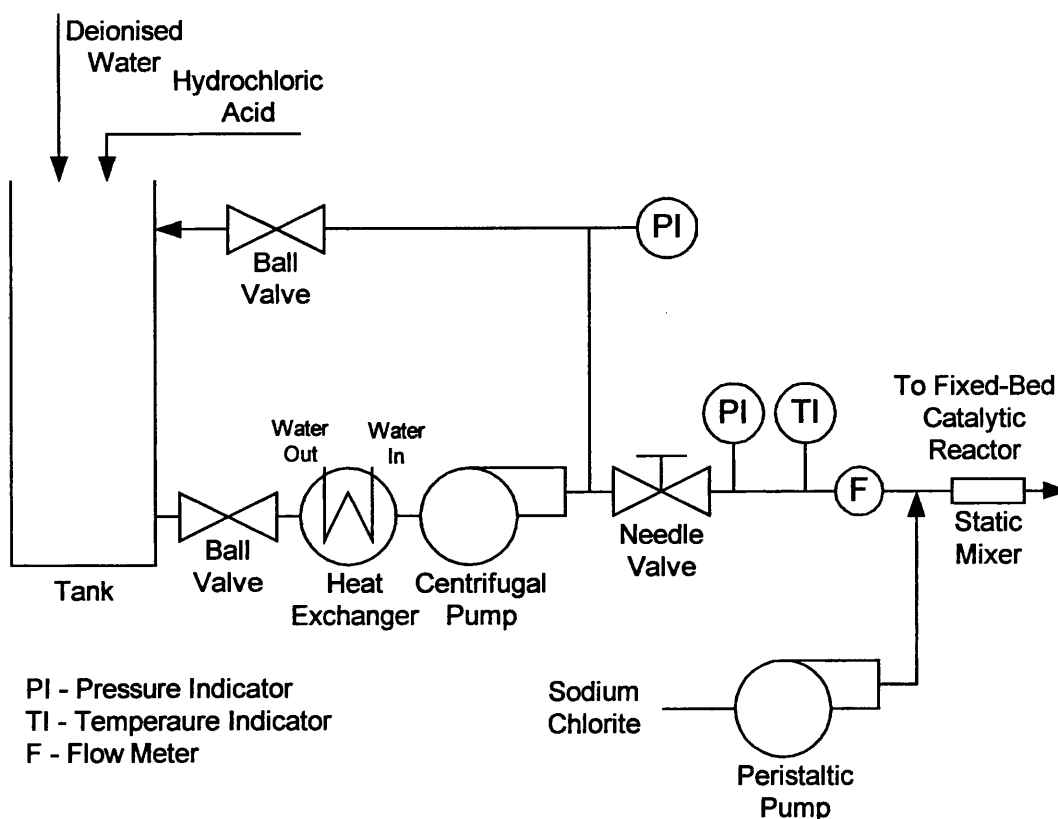 Deionised
Water
Hydrochloric
Acid
PI
Ball
Valve
To Fixed-Bed
Catalytic
Reactor
PI
TI
Water
Out
Water
In
F
Ball
Valve
Heat
Exchanger
Centrifugal
Pump
Needle
Valve
Static
Mixer
Tank
PI - Pressure Indicator
TI - Temperaure Indicator
F - Flow Meter
Sodium
Chlorite
Peristaltic
Pump